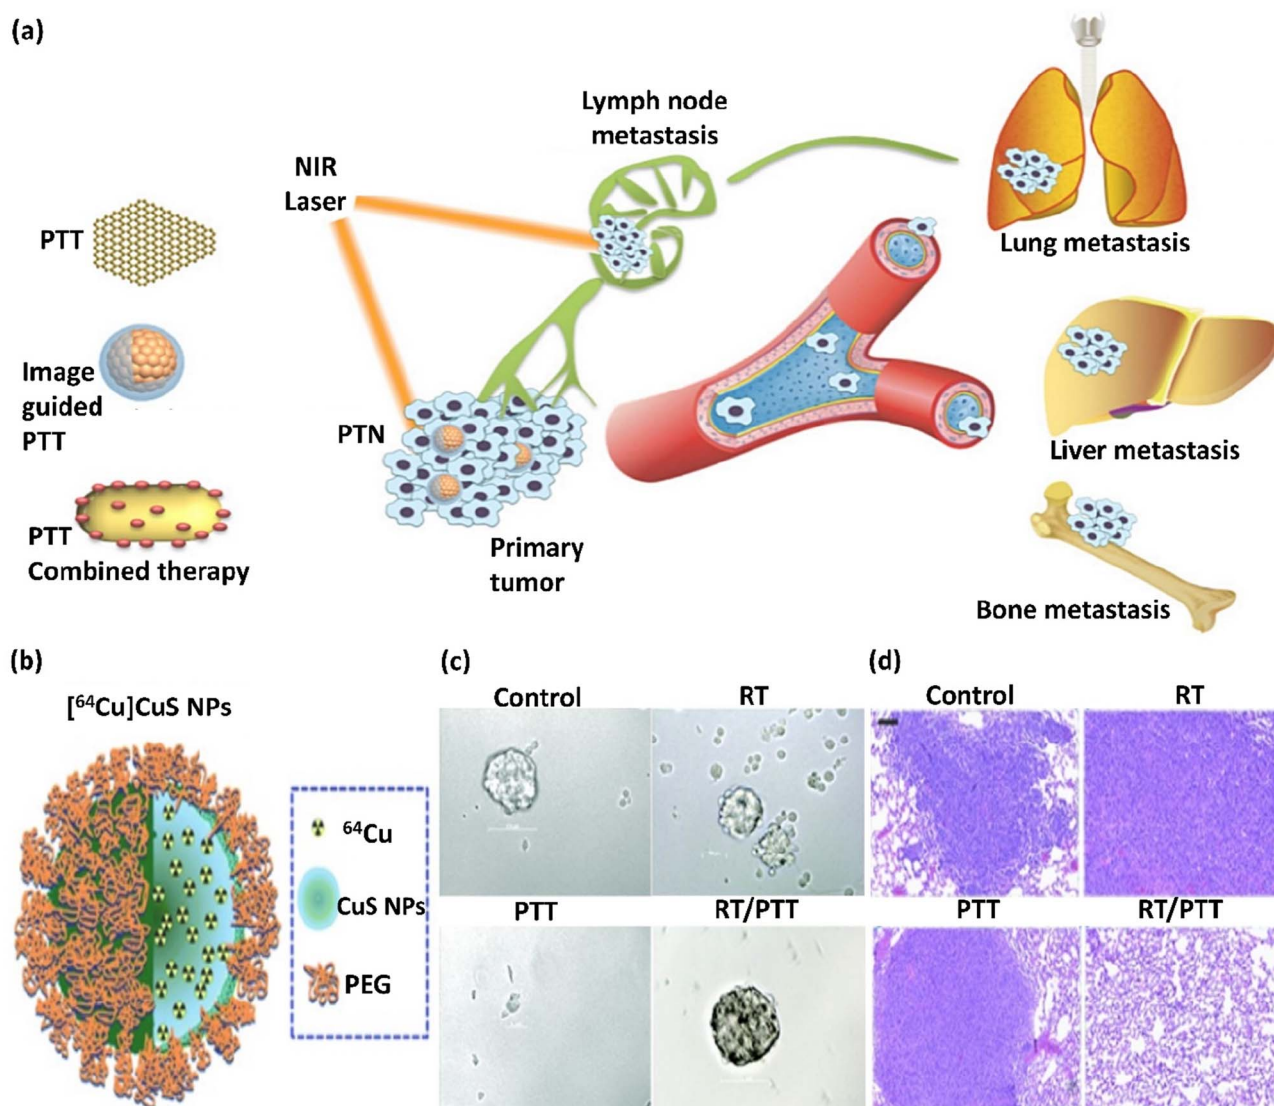 (a)
Lymph node
metastasis
NIR
Laser
PTT
Lung metastasis
Image
guided
PTT
PTN
Liver metastasis
PTT
Combined therapy
Primary
tumor
Bone metastasis
(b)
[⁶⁴Cu]CuS NPs
⁶⁴Cu
CuS NPs
PEG
(c)
Control
RT
PTT
RT/PTT
(d)
Control
RT
PTT
RT/PTT